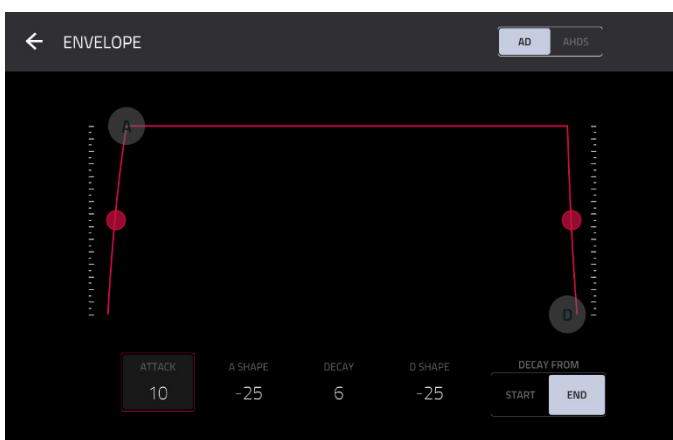 ← ENVELOPE
AD AHDS
A
D
ATTACK A SHAPE DECAY D SHAPE DECAY FROM
10 -25 6 -25 START END